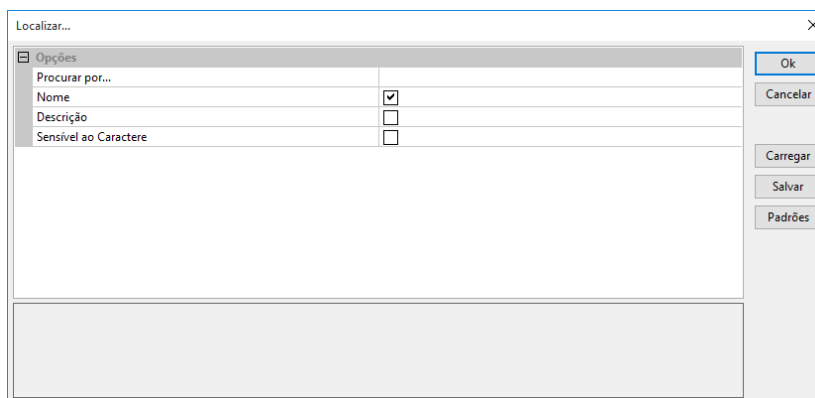 Localizar...
Opções
Procurar por...
Nome
Descrição
Sensível ao Caractere
Ok
Cancelar
Carregar
Salvar
Padrões